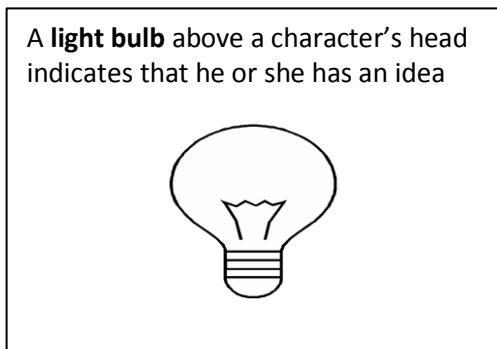 A light bulb above a character’s head
indicates that he or she has an idea